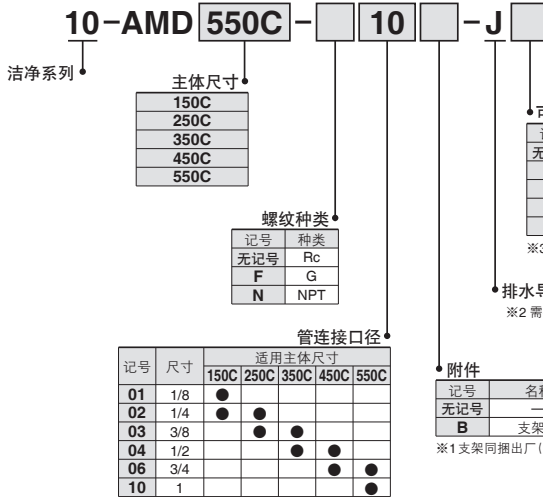 10-AMD 550C - 10 - J
洁净系列
主体尺寸
150C
250C
350C
450C
550C
螺纹种类
记号 种类
无记号 Rc
F G
N NPT
管连接口径
记号 尺寸 适用主体尺寸
150C 250C 350C 450C 550C
01 1/8 ●
02 1/4 ● ●
03 3/8 ● ●
04 1/2 ● ●
06 3/4 ● ●
10 1 ●
※3
排水
※2 需
附件
记号 名
无记号 —
B 支架
※1支架同捆出厂(